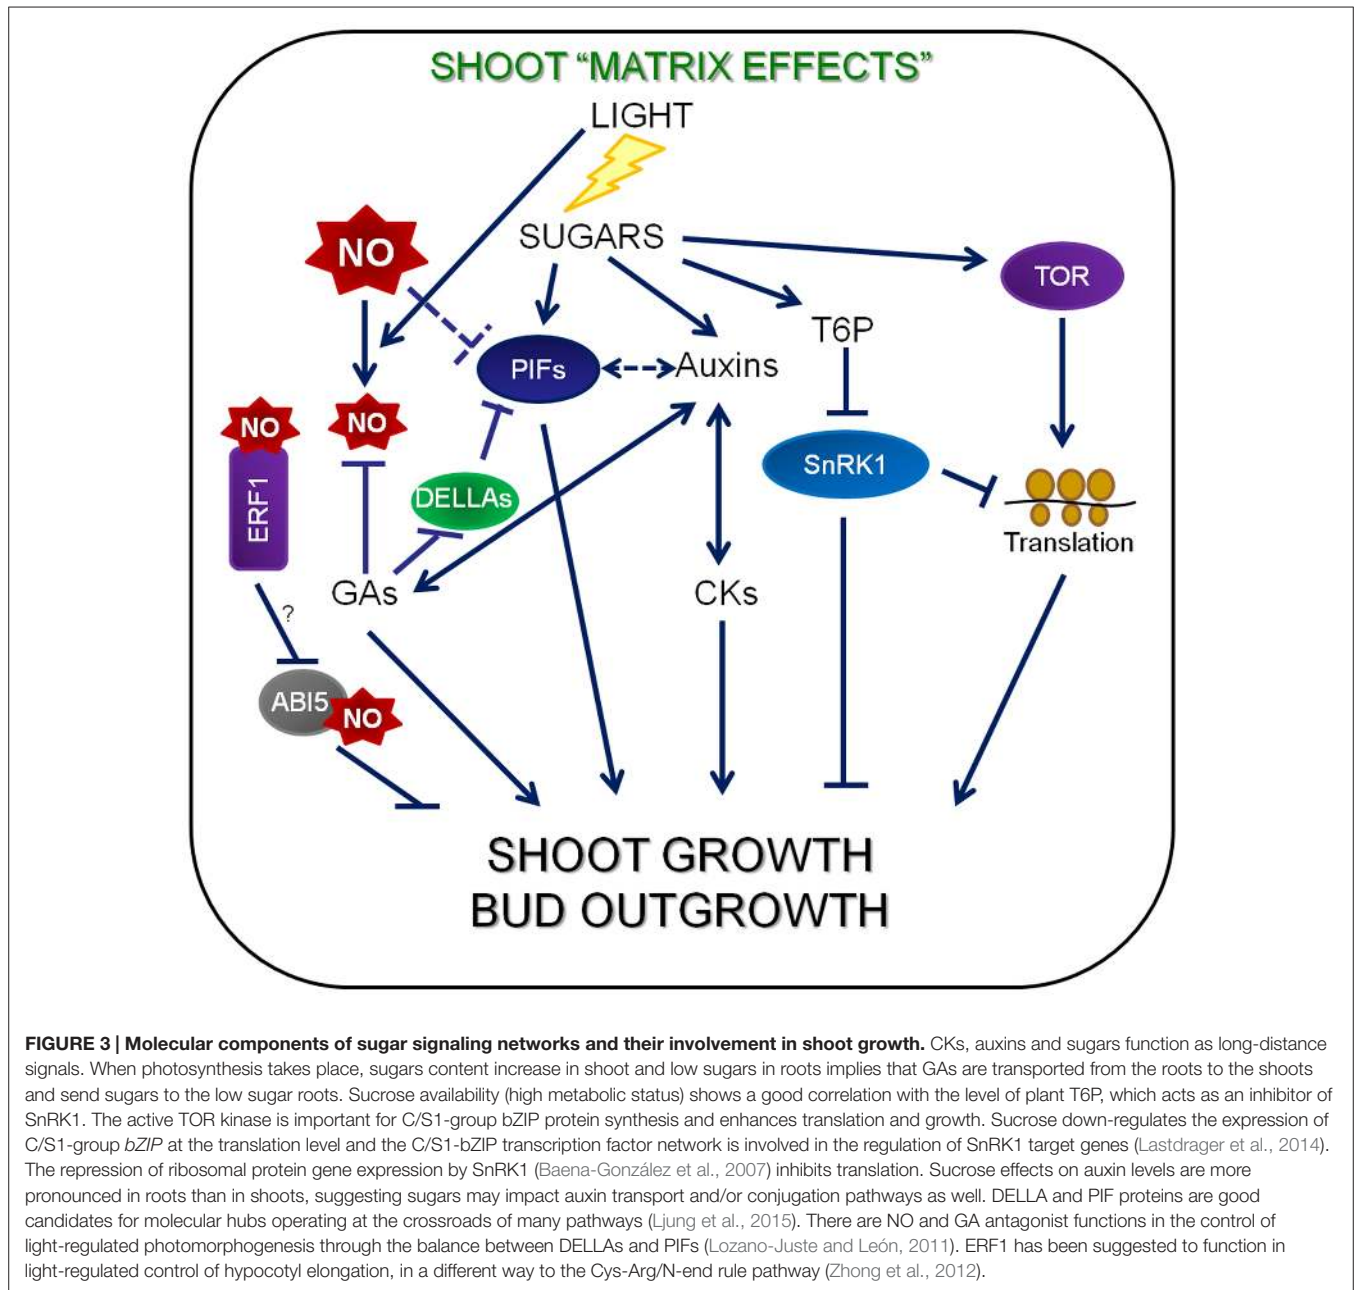 SHOOT “MATRIX EFFECTS”
LIGHT
NO
SUGARS
TOR
T6P
PIFs
Auxins
NO
NO
SnRK1
ERF1
DELLAs
Translation
GAs
CKs
?
ABI5
NO
SHOOT GROWTH
BUD OUTGROWTH
FIGURE 3 | Molecular components of sugar signaling networks and their involvement in shoot growth. CKs, auxins and sugars function as long-distance
signals. When photosynthesis takes place, sugars content increase in shoot and low sugars in roots implies that GAs are transported from the roots to the shoots
and send sugars to the low sugar roots. Sucrose availability (high metabolic status) shows a good correlation with the level of plant T6P, which acts as an inhibitor of
SnRK1. The active TOR kinase is important for C/S1-group bZIP protein synthesis and enhances translation and growth. Sucrose down-regulates the expression of
C/S1-group bZIP at the translation level and the C/S1-bZIP transcription factor network is involved in the regulation of SnRK1 target genes (Lastdrager et al., 2014).
The repression of ribosomal protein gene expression by SnRK1 (Baena-González et al., 2007) inhibits translation. Sucrose effects on auxin levels are more
pronounced in roots than in shoots, suggesting sugars may impact auxin transport and/or conjugation pathways as well. DELLA and PIF proteins are good
candidates for molecular hubs operating at the crossroads of many pathways (Ljung et al., 2015). There are NO and GA antagonist functions in the control of
light-regulated photomorphogenesis through the balance between DELLAs and PIFs (Lozano-Juste and León, 2011). ERF1 has been suggested to function in
light-regulated control of hypocotyl elongation, in a different way to the Cys-Arg/N-end rule pathway (Zhong et al., 2012).